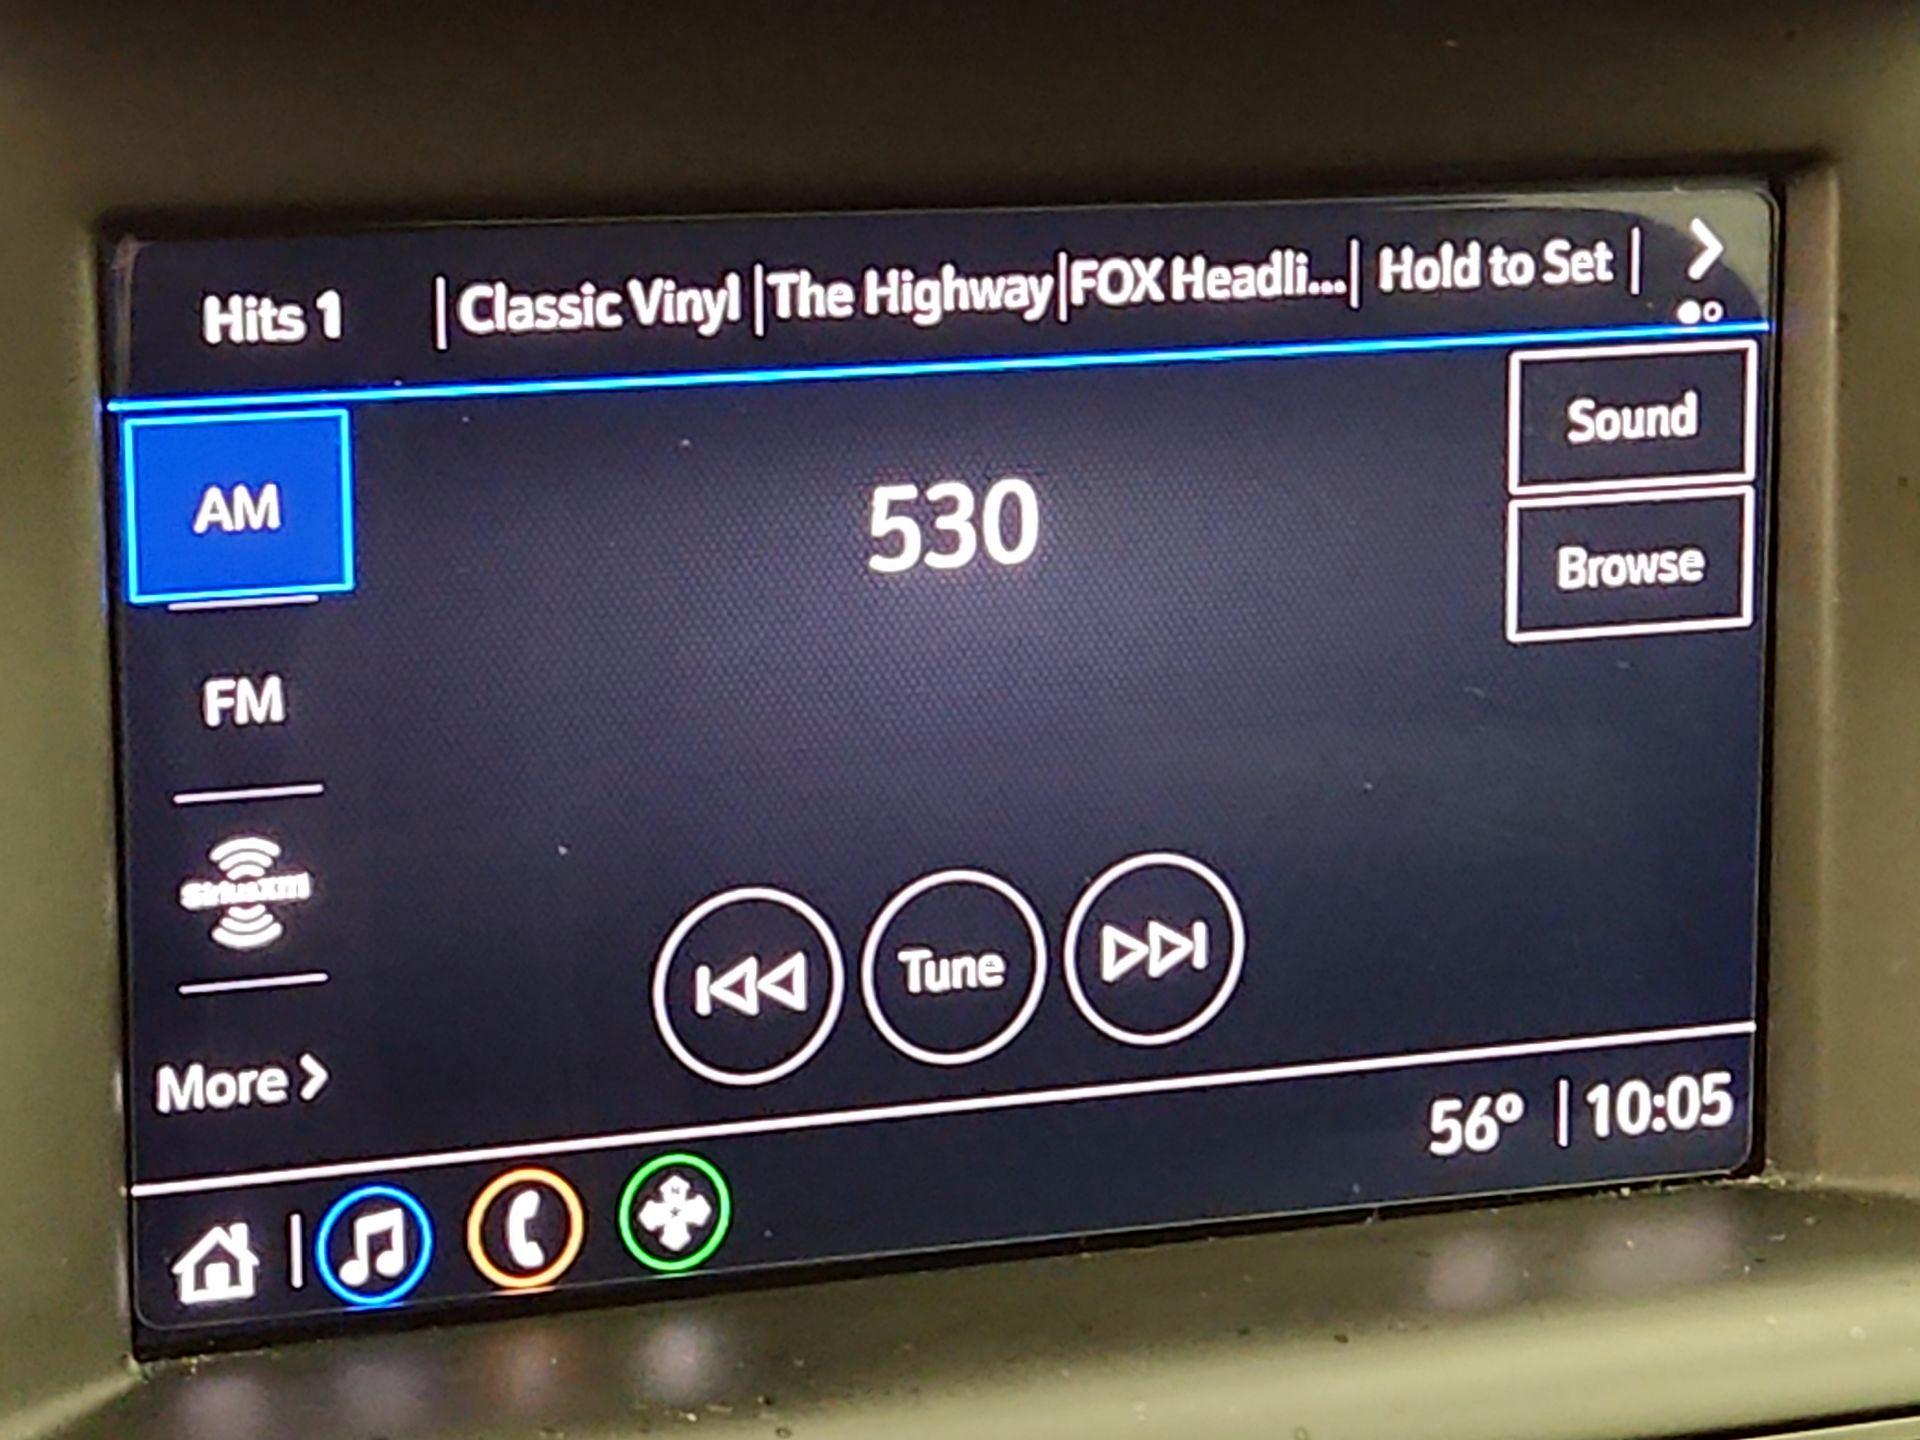 Hits 1 | Classic Vinyl | The Highway | FOX Headli... | Hold to Set |
Sound
AM
530
Browse
FM
SiriusXM
Tune
More
56° | 10:05